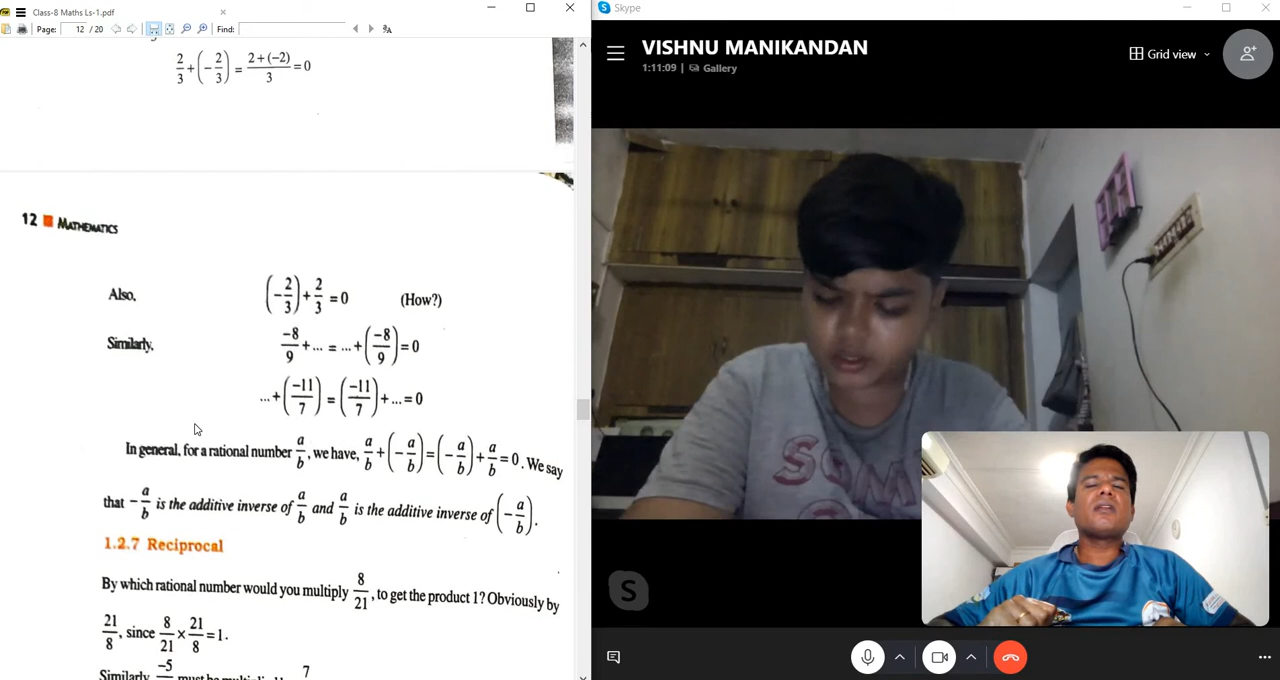 Class-8 Maths Ls-1.pdf
Page: 12 / 20 Find:
2/3 + (-2/3) = 2+(-2)/3 = 0
12 MATHEMATICS
Also, (-2/3) + 2/3 = 0 (How?)
Similarly, -8/9 + ... = ... + (-8/9) = 0
... + (-11/7) = (-11/7) + ... = 0
In general, for a rational number a/b, we have, a/b + (-a/b) = (-a/b) + a/b = 0. We say
that -a/b is the additive inverse of a/b and a/b is the additive inverse of (-a/b).
1.2.7 Reciprocal
By which rational number would you multiply 8/21, to get the product 1? Obviously by
21/8, since 8/21 × 21/8 = 1.
Similarly, -5 7
Skype
VISHNU MANIKANDAN
1:11:09 | Gallery
Grid view
S
SOM